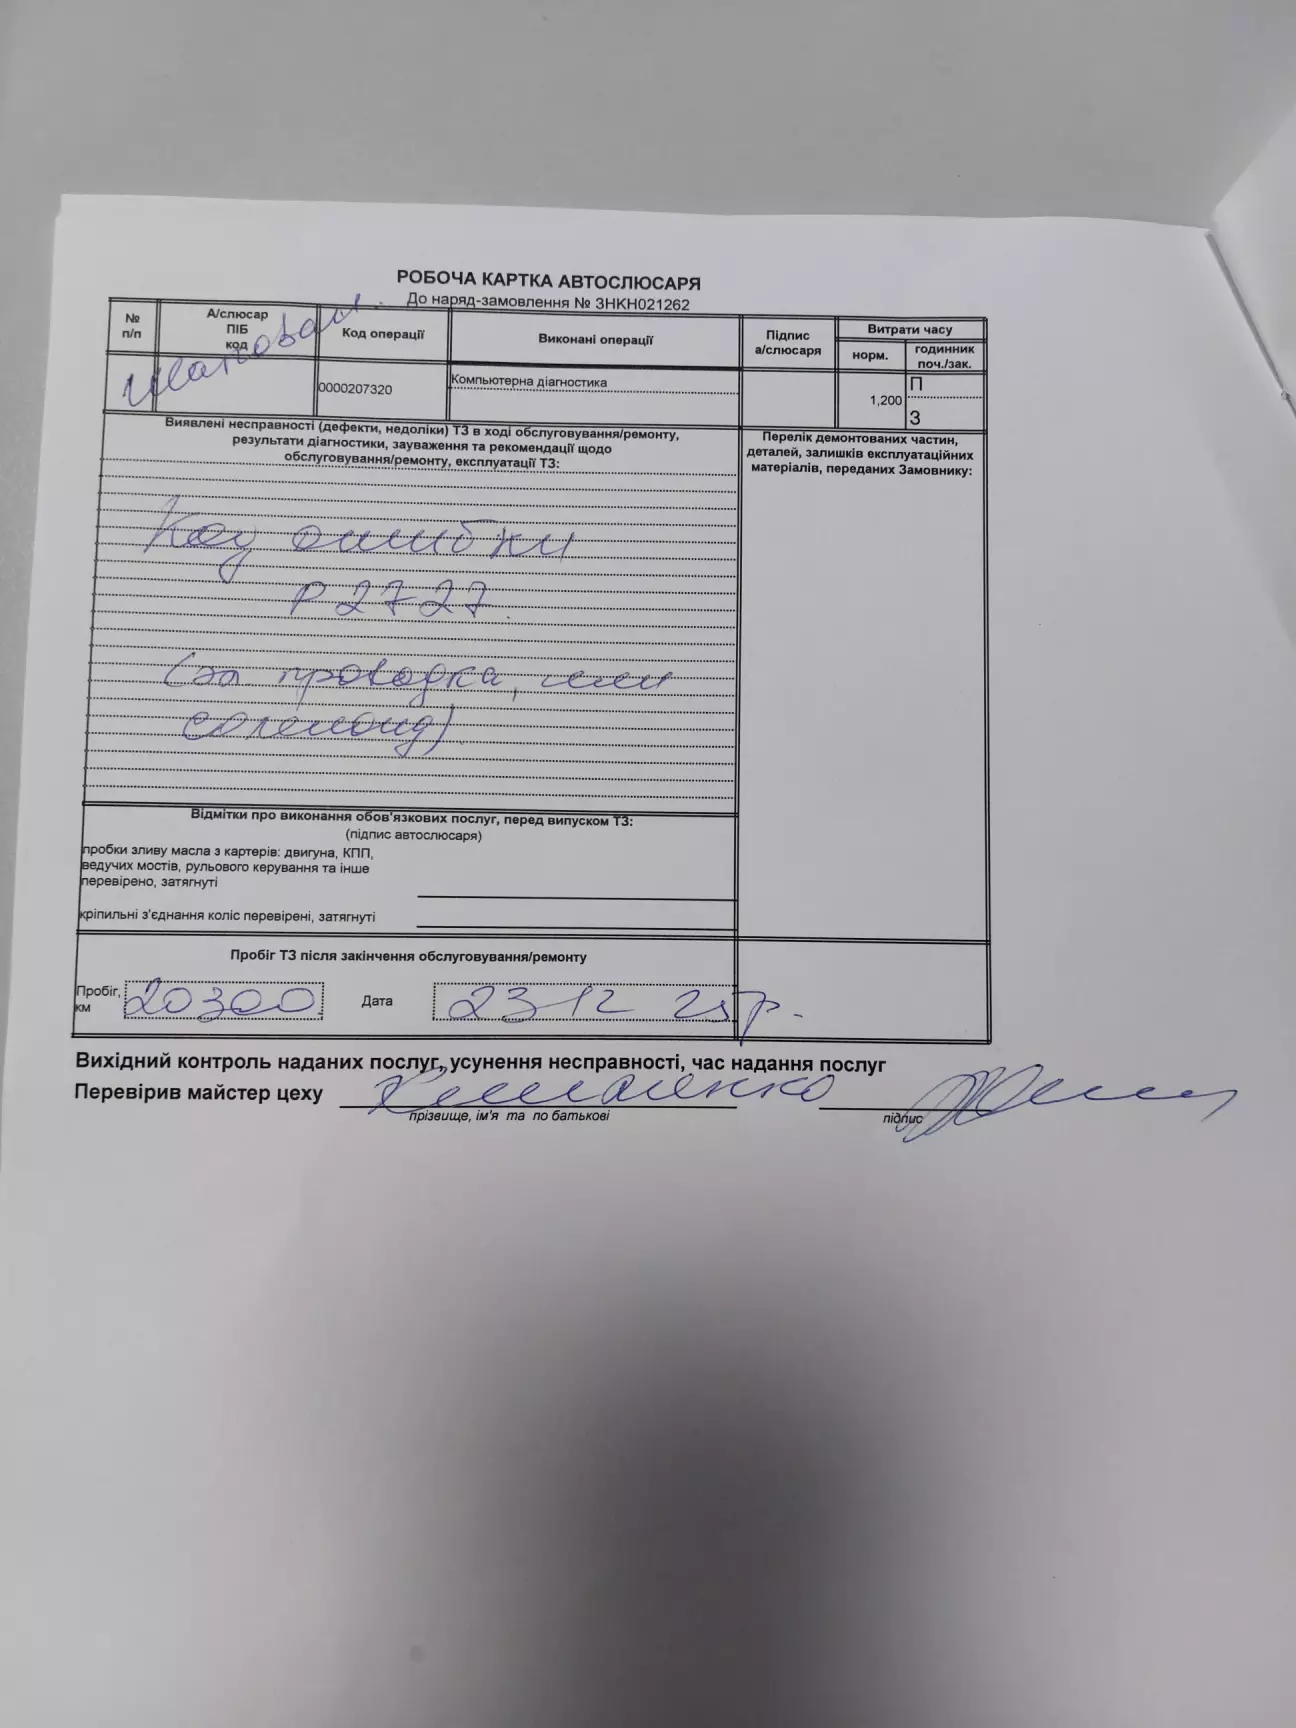 РОБОЧА КАРТКА АВТОСЛЮСАРЯ
До наряд-замовлення № ЗНКН021262
№ п/п
А/слюсар ПІБ код
Код операції
Виконані операції
Підпис а/слюсаря
Витрати часу
норм.
годинник поч./зак.
Шаповал
0000207320
Компьютерна діагностика
1,200
П
З
Виявлені несправності (дефекти, недоліки) ТЗ в ході обслуговування/ремонту,
результати діагностики, зауваження та рекомендації щодо
обслуговування/ремонту, експлуатації ТЗ:
Перелік демонтованих частин,
деталей, залишків експлуатаційних
матеріалів, переданих Замовнику:
Код ошибки
Р2727.
(эл проводка, или
соленоид)
Відмітки про виконання обов'язкових послуг, перед випуском ТЗ:
(підпис автослюсаря)
пробки зливу масла з картерів: двигуна, КПП,
ведучих мостів, рульового керування та інше
перевірено, затягнуті
кріпильні з'єднання коліс перевірені, затягнуті
Пробіг ТЗ після закінчення обслуговування/ремонту
Пробіг, км
20300
Дата
23 12 25р.
Вихідний контроль наданих послуг, усунення несправності, час надання послуг
Перевірив майстер цеху
прізвище, ім'я та по батькові
підпис